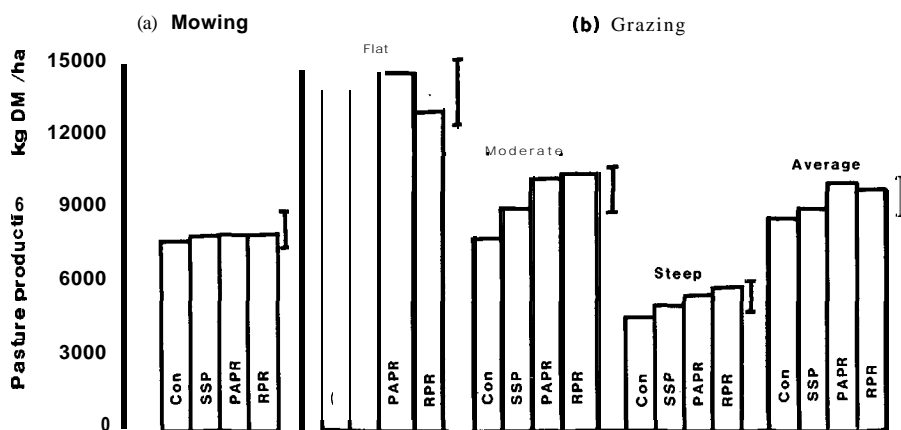 (a) Mowing
(b) Grazing
Pasture productio kg DM /ha
15000
12000
9000
6000
3000
0
Flat
Moderate
Steep
Average
Con SSP PAPR RPR
PAPR RPR
Con SSP PAPR RPR
Con SSP PAPR RPR
Con SSP PAPR RPR